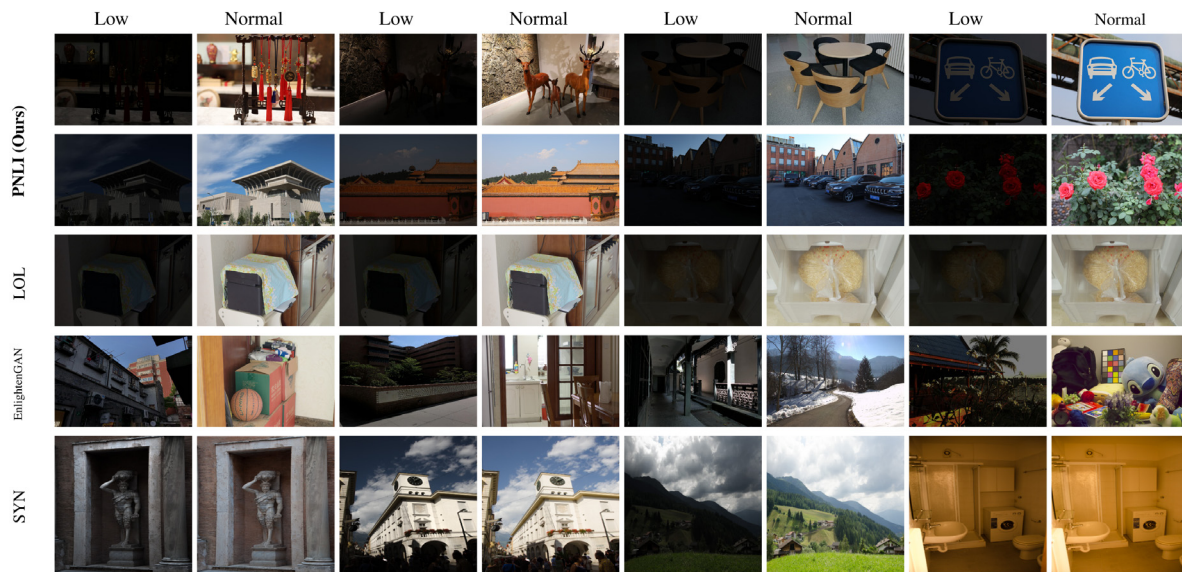 Low Normal Low Normal Low Normal Low Normal
PNLI (Ours)
LOL
EnlightenGAN
SYN